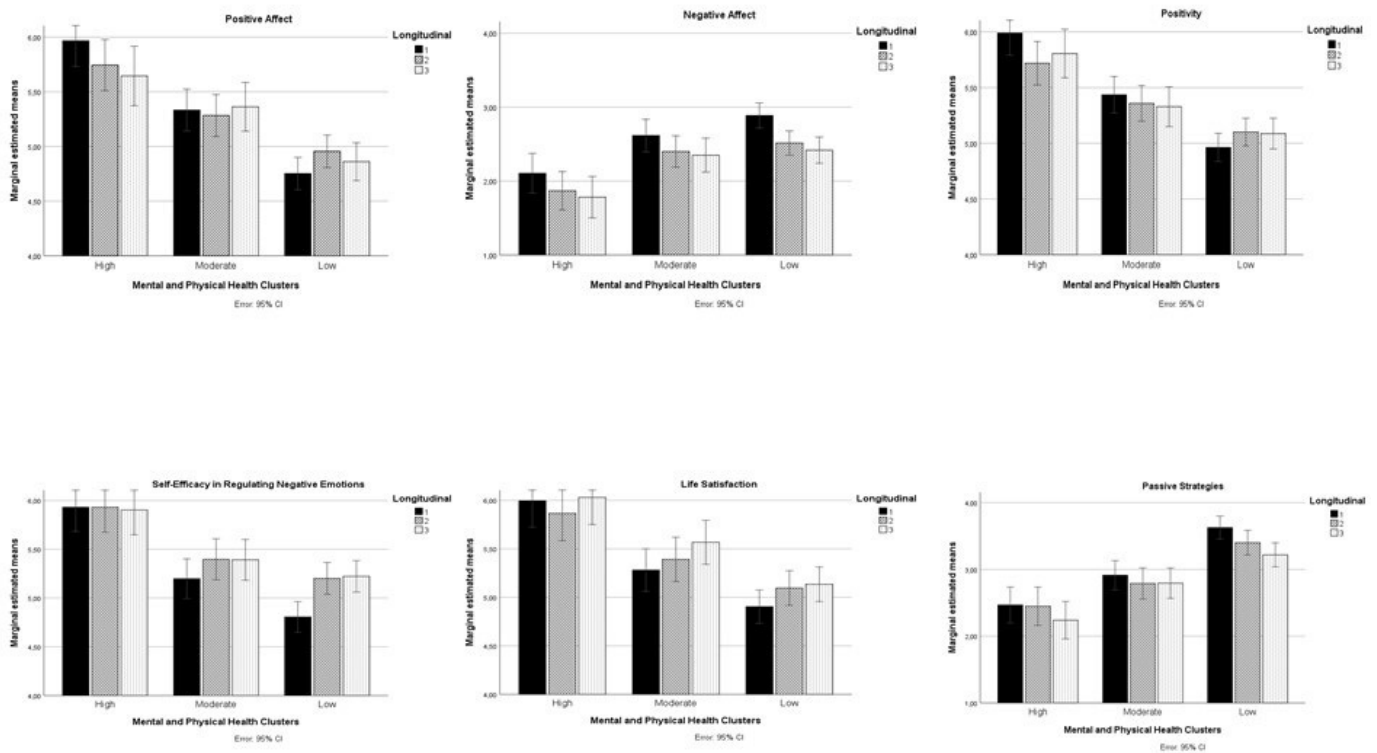 Positive Affect
Marginal estimated means
6,00
5,50
5,00
4,50
4,00
High Moderate Low
Mental and Physical Health Clusters
Error: 95% CI
Longitudinal
1
2
3
Negative Affect
Marginal estimated means
4,00
3,00
2,00
1,00
High Moderate Low
Mental and Physical Health Clusters
Error: 95% CI
Longitudinal
1
2
3
Positivity
Marginal estimated means
6,00
5,50
5,00
4,50
4,00
High Moderate Low
Mental and Physical Health Clusters
Error: 95% CI
Longitudinal
1
2
3
Self-Efficacy in Regulating Negative Emotions
Marginal estimated means
6,00
5,50
5,00
4,50
4,00
High Moderate Low
Mental and Physical Health Clusters
Error: 95% CI
Longitudinal
1
2
3
Life Satisfaction
Marginal estimated means
6,00
5,50
5,00
4,50
4,00
High Moderate Low
Mental and Physical Health Clusters
Error: 95% CI
Longitudinal
1
2
3
Passive Strategies
Marginal estimated means
4,00
3,00
2,00
1,00
High Moderate Low
Mental and Physical Health Clusters
Error: 95% CI
Longitudinal
1
2
3